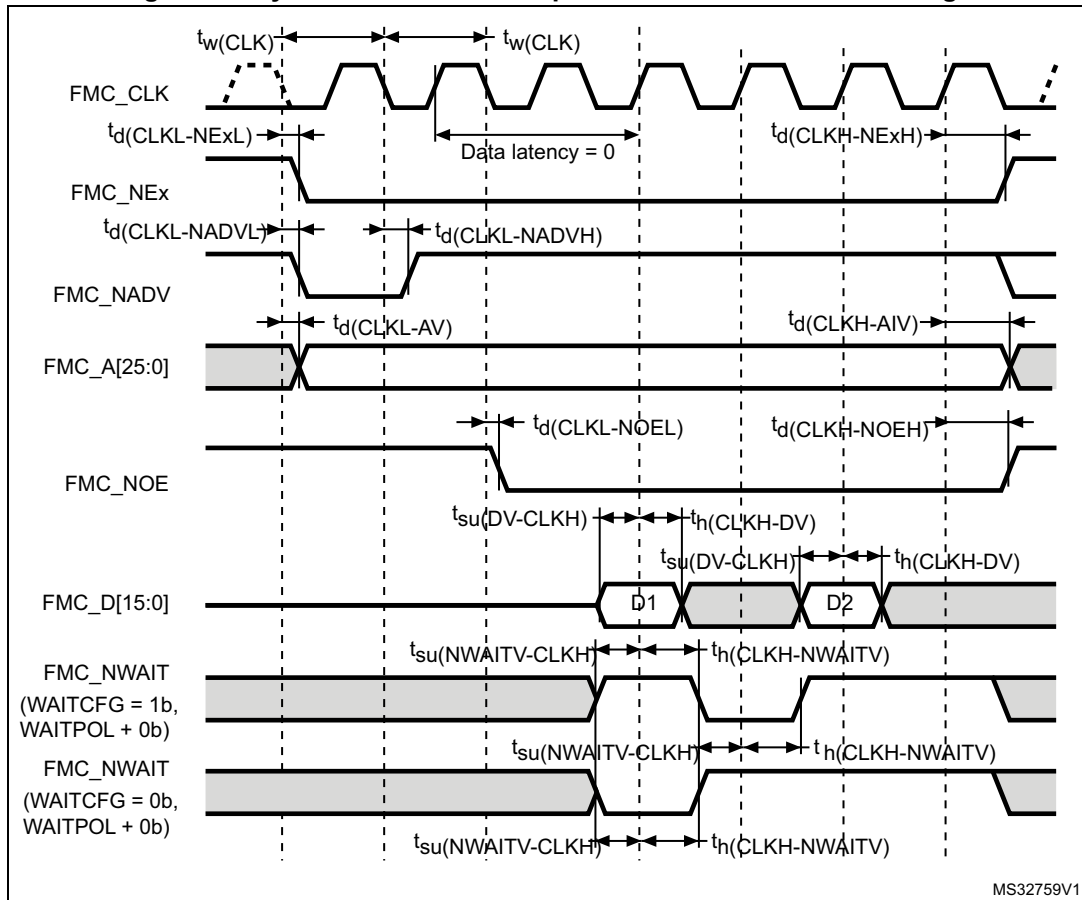 tw(CLK) tw(CLK)
FMC_CLK
td(CLKL-NExL) Data latency = 0 td(CLKH-NExH)
FMC_NEx
td(CLKL-NADVL) td(CLKL-NADVH)
FMC_NADV
td(CLKL-AV) td(CLKH-AIV)
FMC_A[25:0]
td(CLKL-NOEL) td(CLKH-NOEH)
FMC_NOE
tsu(DV-CLKH) th(CLKH-DV)
tsu(DV-CLKH) th(CLKH-DV)
FMC_D[15:0] D1 D2
tsu(NWAITV-CLKH) th(CLKH-NWAITV)
FMC_NWAIT
(WAITCFG = 1b,
WAITPOL + 0b)
tsu(NWAITV-CLKH) th(CLKH-NWAITV)
FMC_NWAIT
(WAITCFG = 0b,
WAITPOL + 0b)
tsu(NWAITV-CLKH) th(CLKH-NWAITV)
MS32759V1